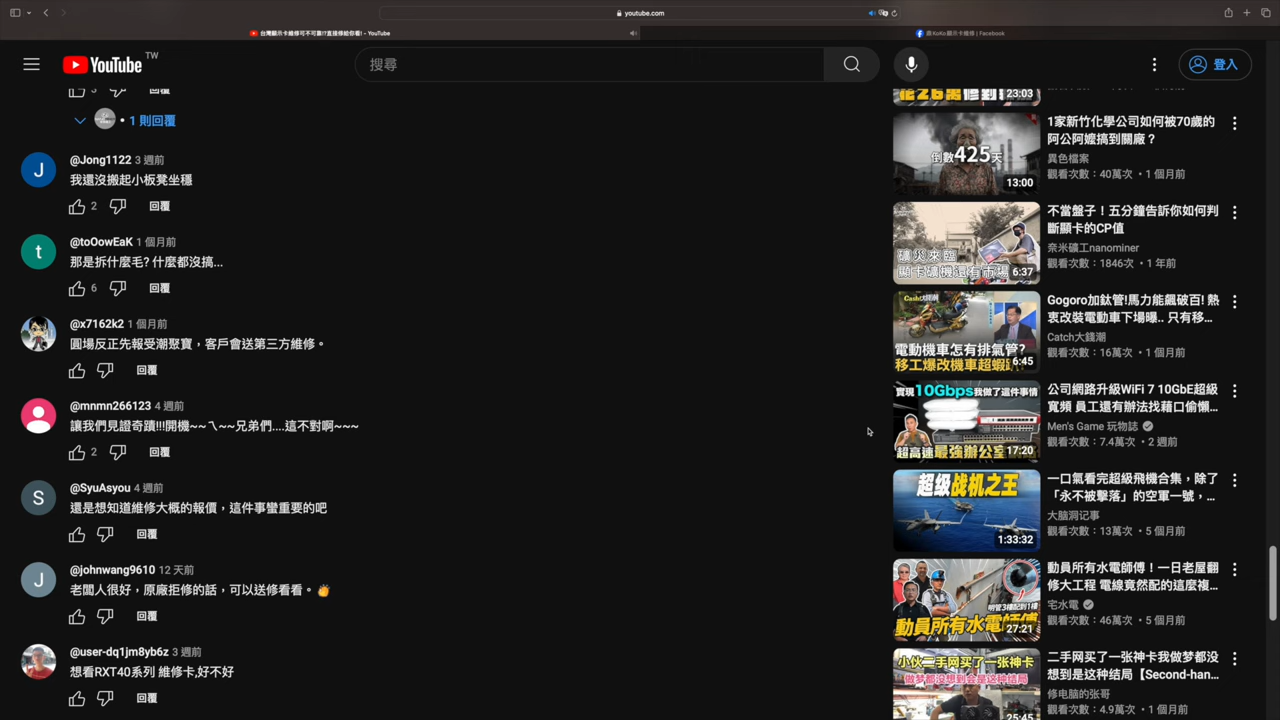 youtube.com
台灣顯示卡維修可不可靠!?直接修給你看! - YouTube
YouTube TW
搜尋
登入
3 回覆
1 則回覆
@Jong1122 3 週前
我還沒搬起小板凳坐穩
2 回覆
@toOowEaK 1 個月前
那是拆什麼毛? 什麼都沒搞...
6 回覆
@x7162k2 1 個月前
圓場反正先報受潮聚寶，客戶會送第三方維修。
回覆
@mnmn266123 4 週前
讓我們見證奇蹟!!!開機~~ㄟ~~兄弟們....這不對啊~~~
2 回覆
@SyuAsyou 4 週前
還是想知道維修大概的報價，這件事蠻重要的吧
回覆
@johnwang9610 12 天前
老闆人很好，原廠拒修的話，可以送修看看。👏
回覆
@user-dq1jm8yb6z 3 週前
想看RXT40系列 維修卡,好不好
回覆
23:03
倒數425天
13:00
1家新竹化學公司如何被70歲的
阿公阿嬤搞到關廠？
異色檔案
觀看次數：40萬次 • 1 個月前
礦災來臨
顯卡礦機還有市場
6:37
不當盤子！五分鐘告訴你如何判
斷顯卡的CP值
奈米礦工nanominer
觀看次數：1846次 • 1 年前
電動機車怎有排氣管?
移工爆改機車超蝦
6:45
Gogoro加鈦管!馬力能飆破百! 熱
衷改裝電動車下場曝.. 只有移...
Catch大錢潮
觀看次數：16萬次 • 1 個月前
實現10Gbps我做了這件事情
超高速最強辦公室
17:20
公司網路升級WiFi 7 10GbE超級
寬頻 員工還有辦法找藉口偷懶...
Men's Game 玩物誌
觀看次數：7.4萬次 • 2 週前
超级战机之王
1:33:32
一口氣看完超級飛機合集，除了
「永不被擊落」的空軍一號，...
大脑洞记事
觀看次數：13萬次 • 5 個月前
動員所有水電師傅
27:21
動員所有水電師傅！一日老屋翻
修大工程 電線竟然配的這麼複...
宅水電
觀看次數：46萬次 • 5 個月前
小伙二手网买了一张神卡
做梦都没想到会是这种结局
25:45
二手网买了一张神卡我做梦都没
想到是这种结局【Second-han...
修电脑的张哥
觀看次數：4.9萬次 • 1 個月前